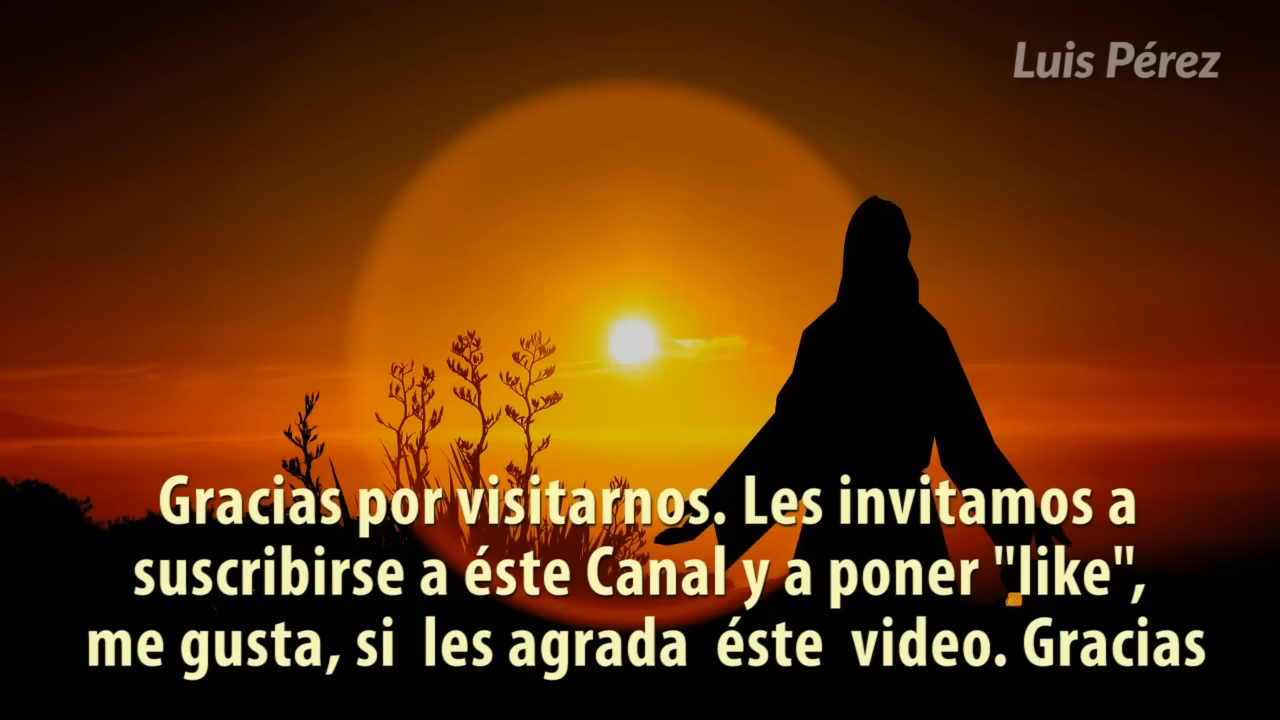 Luis Pérez
Gracias por visitarnos. Les invitamos a
suscribirse a éste Canal y a poner "like",
me gusta, si les agrada éste video. Gracias